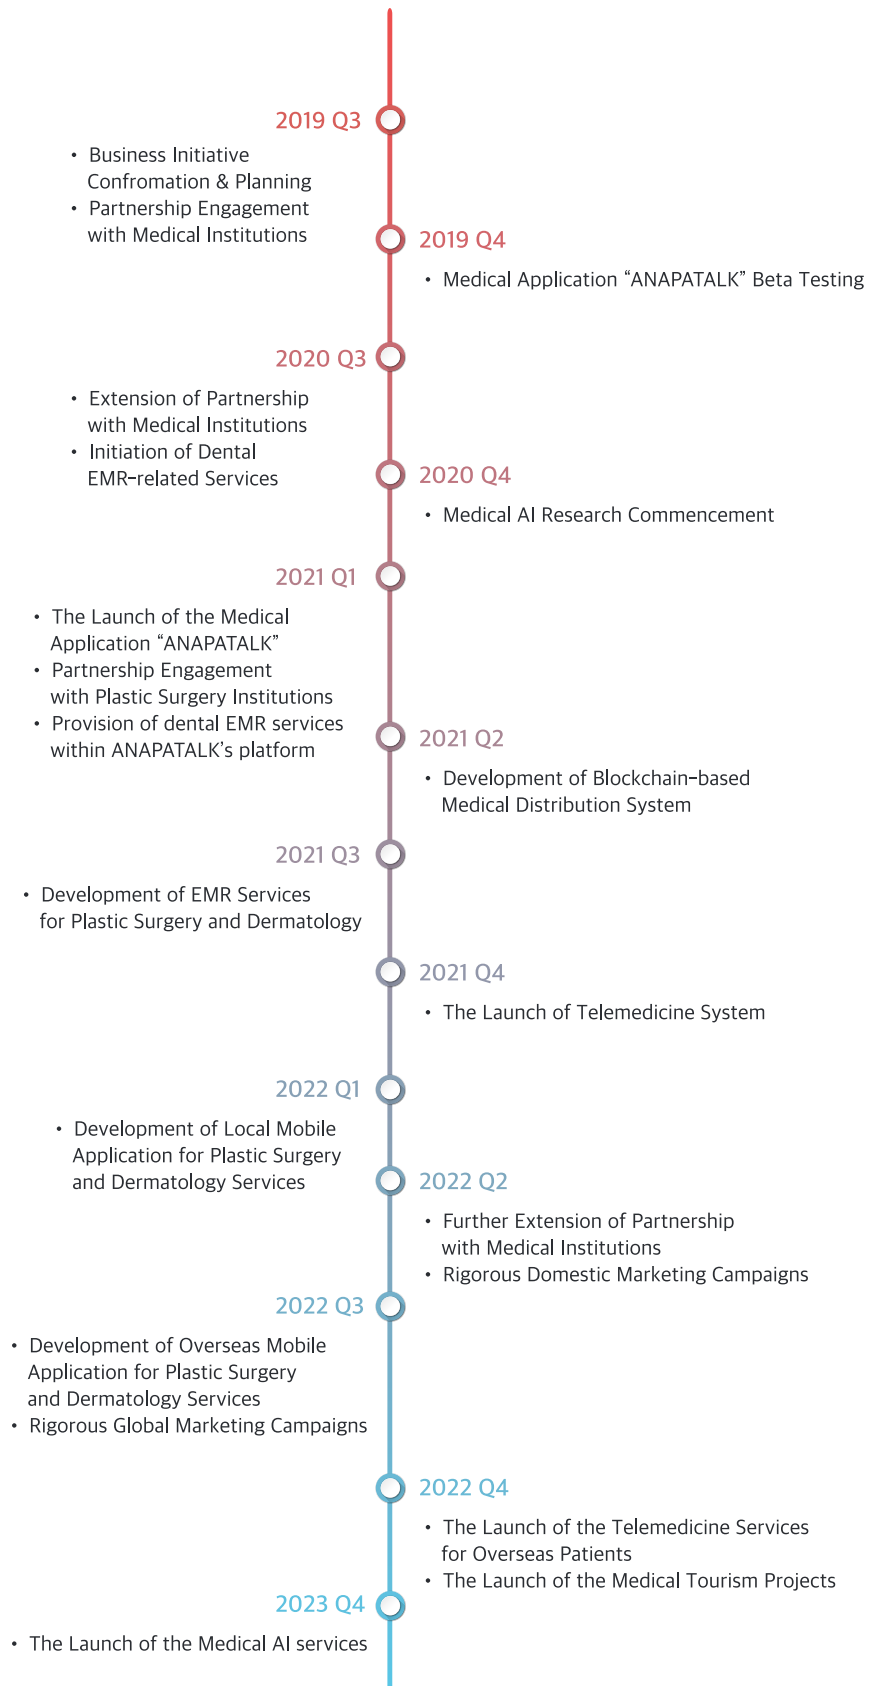 2019 Q3
• Business Initiative
Confromation & Planning
• Partnership Engagement
with Medical Institutions
2019 Q4
• Medical Application “ANAPATALK” Beta Testing
2020 Q3
• Extension of Partnership
with Medical Institutions
• Initiation of Dental
EMR-related Services
2020 Q4
• Medical AI Research Commencement
2021 Q1
• The Launch of the Medical
Application “ANAPATALK”
• Partnership Engagement
with Plastic Surgery Institutions
• Provision of dental EMR services
within ANAPATALK’s platform
2021 Q2
• Development of Blockchain-based
Medical Distribution System
2021 Q3
• Development of EMR Services
for Plastic Surgery and Dermatology
2021 Q4
• The Launch of Telemedicine System
2022 Q1
• Development of Local Mobile
Application for Plastic Surgery
and Dermatology Services
2022 Q2
• Further Extension of Partnership
with Medical Institutions
• Rigorous Domestic Marketing Campaigns
2022 Q3
• Development of Overseas Mobile
Application for Plastic Surgery
and Dermatology Services
• Rigorous Global Marketing Campaigns
2022 Q4
• The Launch of the Telemedicine Services
for Overseas Patients
• The Launch of the Medical Tourism Projects
2023 Q4
• The Launch of the Medical AI services